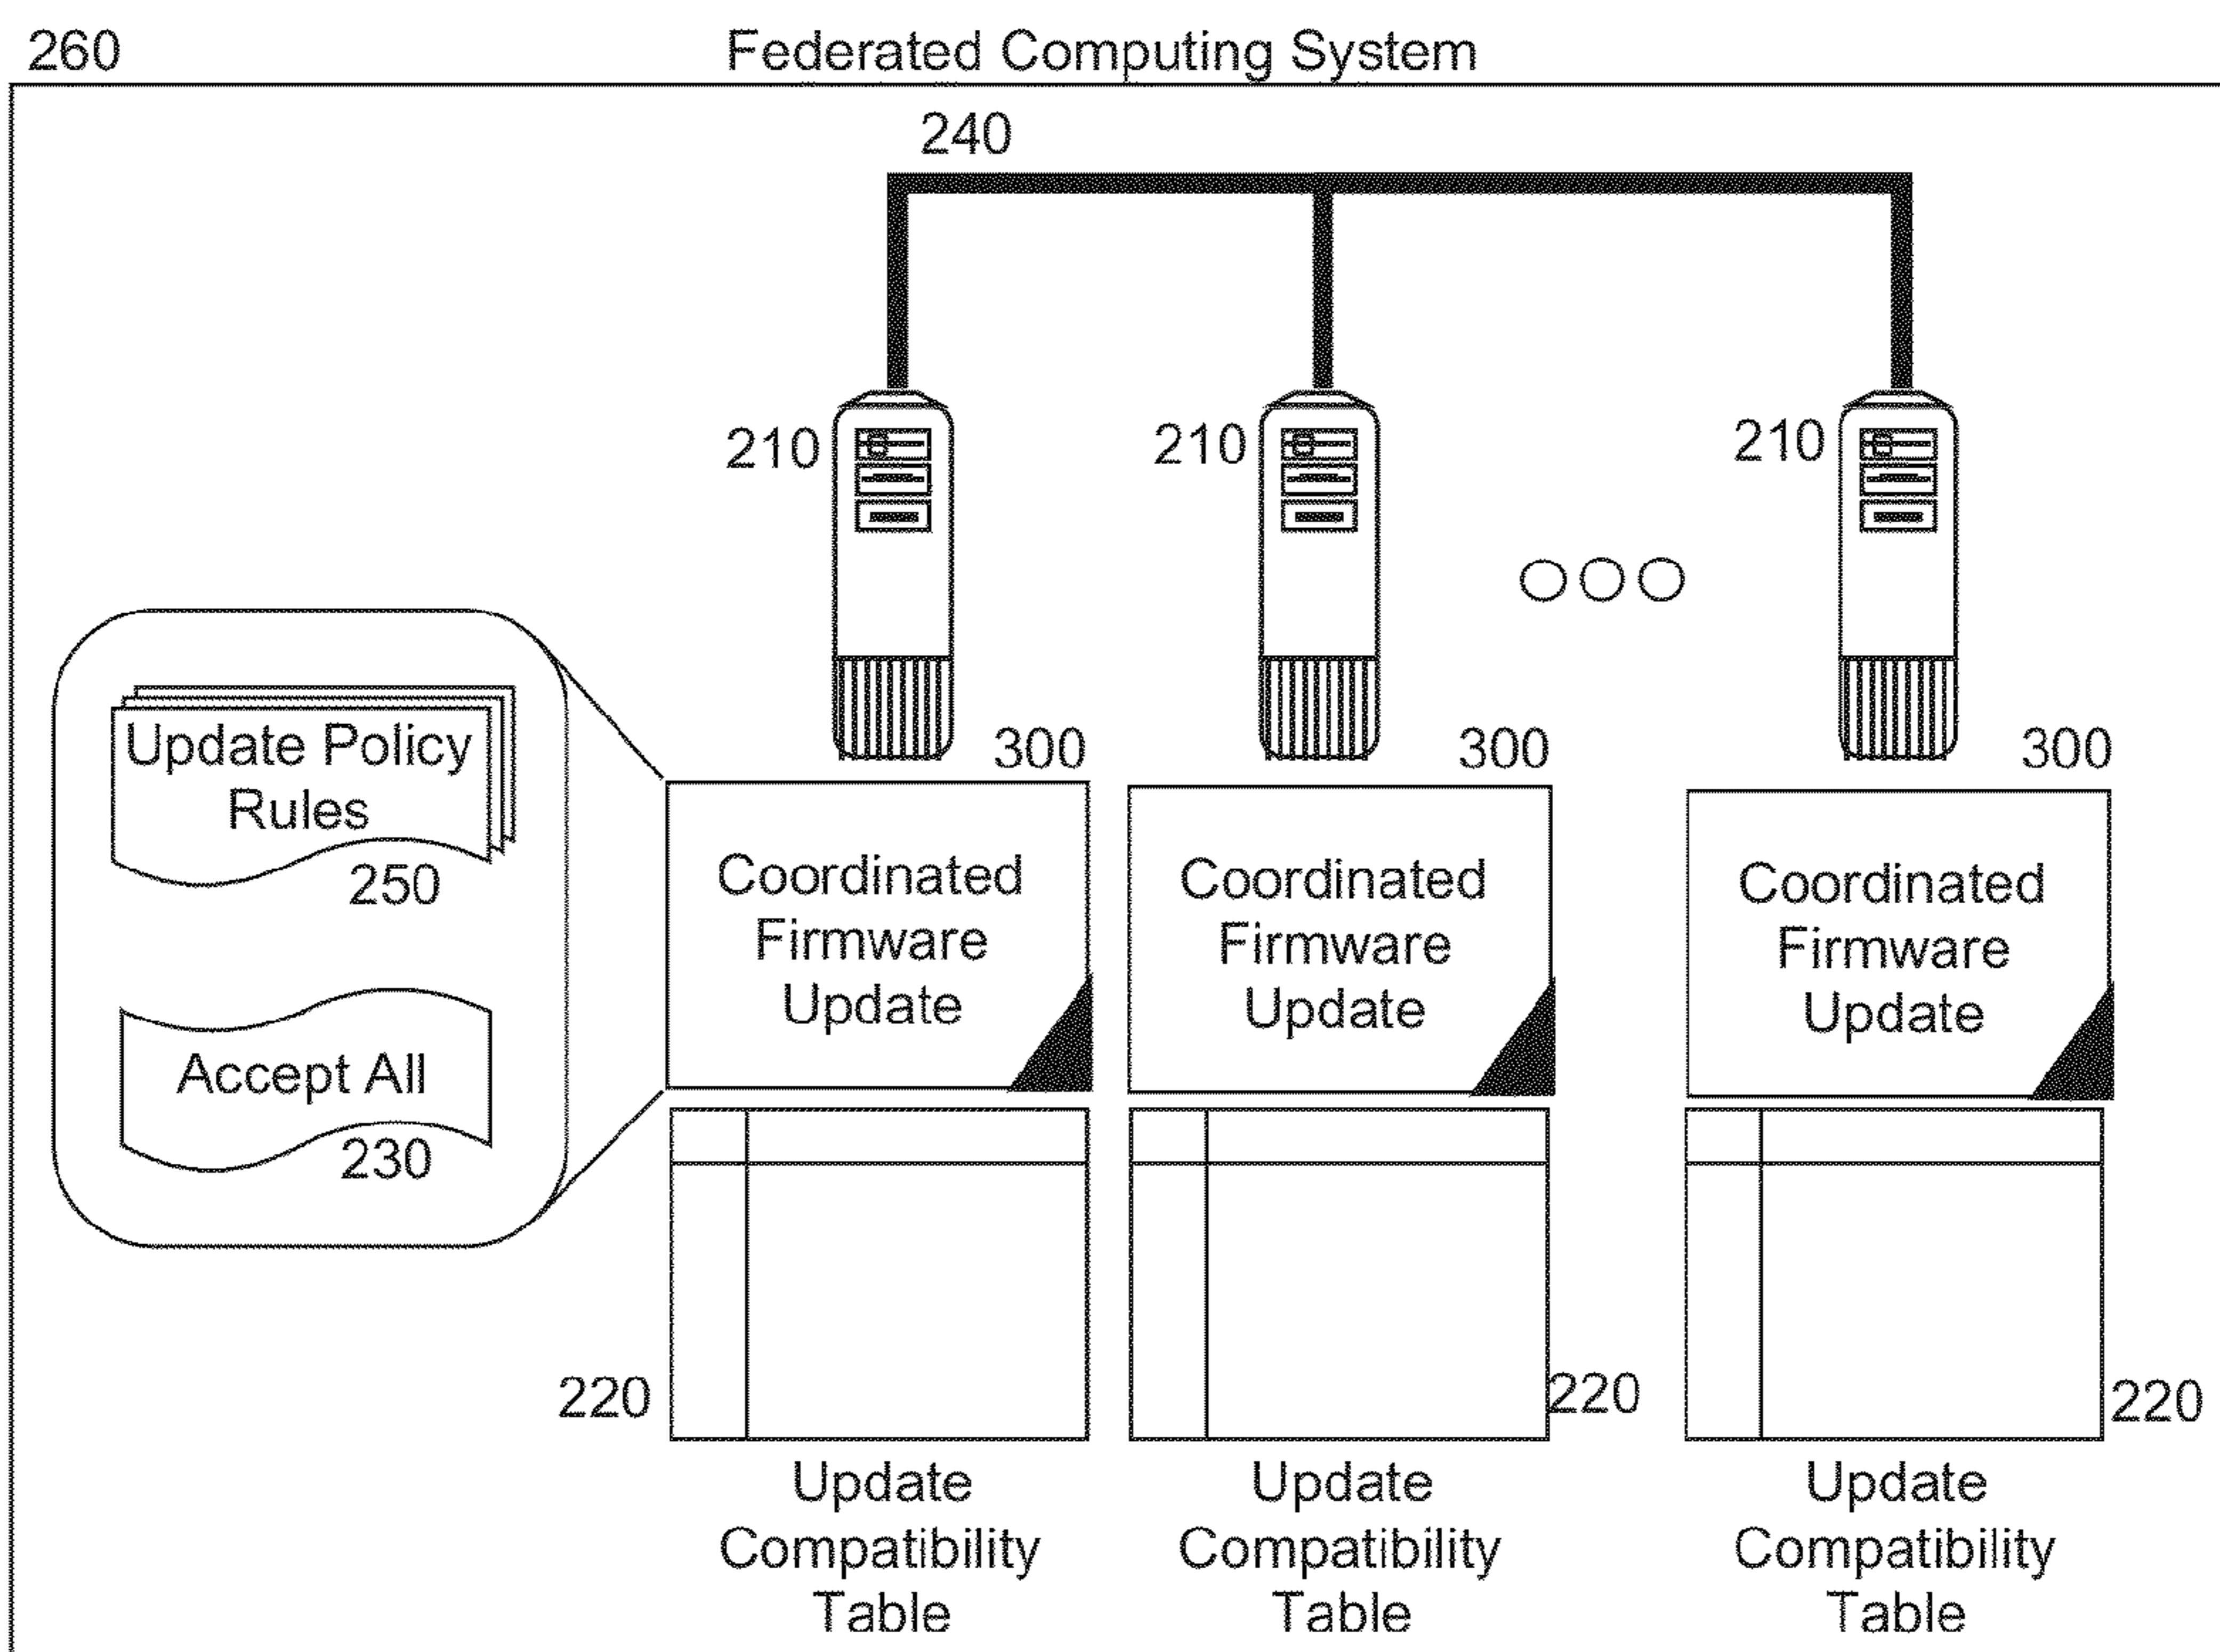 260
Federated Computing System
240
210
210
210
300
300
300
Update Policy
Rules
250
Accept All
230
Coordinated
Firmware
Update
Coordinated
Firmware
Update
Coordinated
Firmware
Update
220
220
220
Update
Compatibility
Table
Update
Compatibility
Table
Update
Compatibility
Table